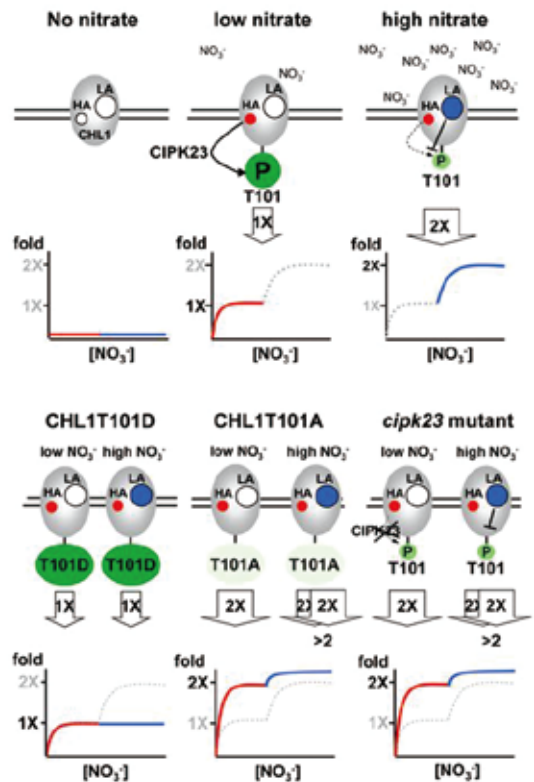 No nitrate low nitrate high nitrate
NO3- NO3- NO3- NO3- NO3-
NO3- NO3- NO3- NO3-
LA LA LA
HA HA HA
CHL1
CIPK23 P P
T101 T101
1X 2X
fold fold fold
2X 2X 2X
1X 1X 1X
[NO3-] [NO3-] [NO3-]
CHL1T101D CHL1T101A cipk23 mutant
low NO3- high NO3- low NO3- high NO3- low NO3- high NO3-
LA LA LA LA LA LA
HA HA HA HA HA HA
CIPK23
P P
T101D T101D T101A T101A T101 T101
1X 1X 2X 2X 2X 2X 2X 2X
>2 >2
fold fold fold
2X 2X 2X
1X 1X 1X
[NO3-] [NO3-] [NO3-]